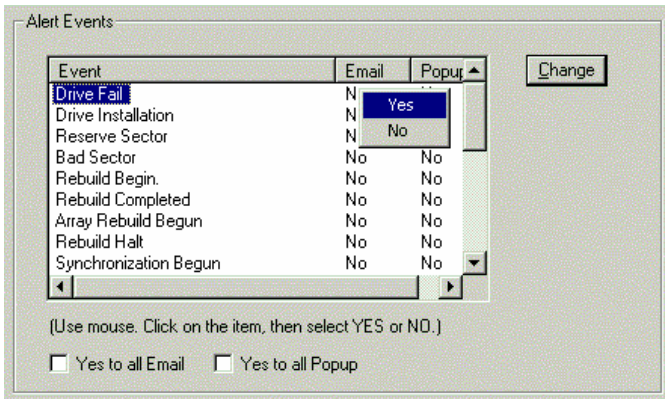 Alert Events
Event Email Popup
Change
Drive Fail N
Yes
Drive Installation N
Reserve Sector N
No
Bad Sector No No
Rebuild Begin. No No
Rebuild Completed No No
Array Rebuild Begun No No
Rebuild Halt No No
Synchronization Begun No No
(Use mouse. Click on the item, then select YES or NO.)
Yes to all Email Yes to all Popup